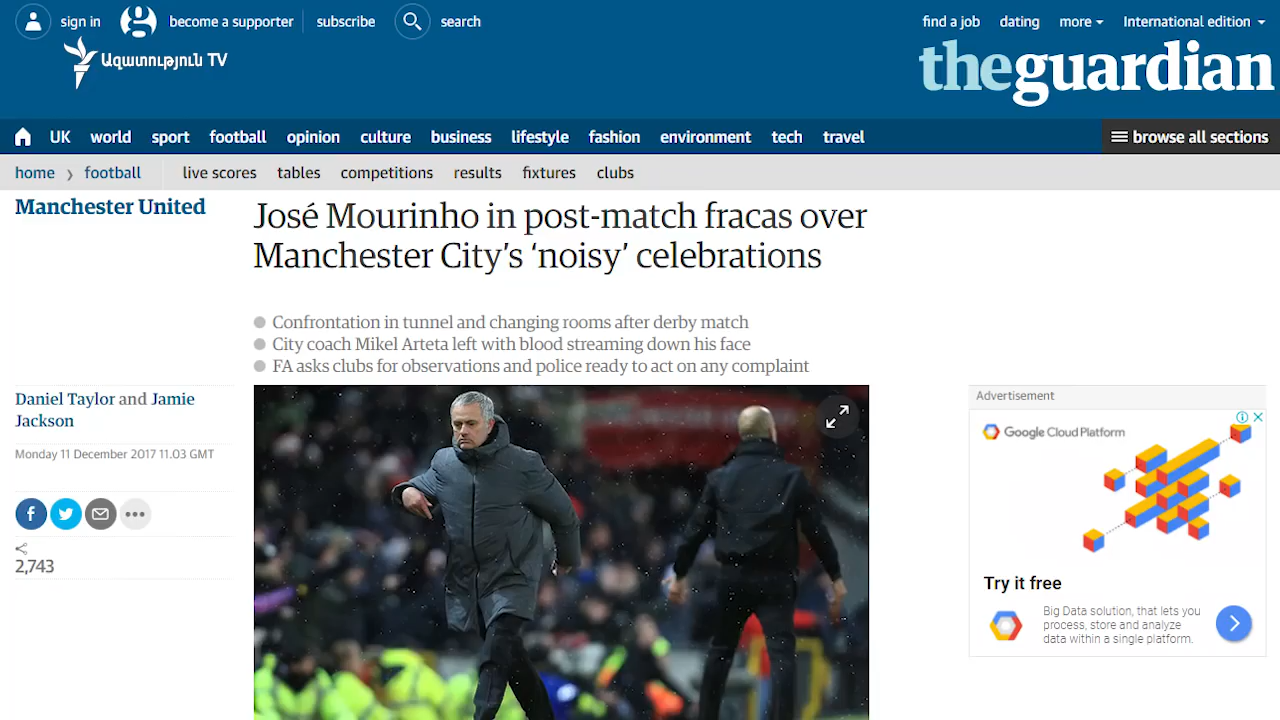 sign in
become a supporter
subscribe
search
find a job
dating
more
International edition
Ազատություն TV
theguardian
UK
world
sport
football
opinion
culture
business
lifestyle
fashion
environment
tech
travel
browse all sections
home
football
live scores
tables
competitions
results
fixtures
clubs
Manchester United
José Mourinho in post-match fracas over
Manchester City’s ‘noisy’ celebrations
Confrontation in tunnel and changing rooms after derby match
City coach Mikel Arteta left with blood streaming down his face
FA asks clubs for observations and police ready to act on any complaint
Daniel Taylor and Jamie
Jackson
Monday 11 December 2017 11.03 GMT
2,743
Advertisement
Google Cloud Platform
Try it free
Big Data solution, that lets you
process, store and analyze
data within a single platform.